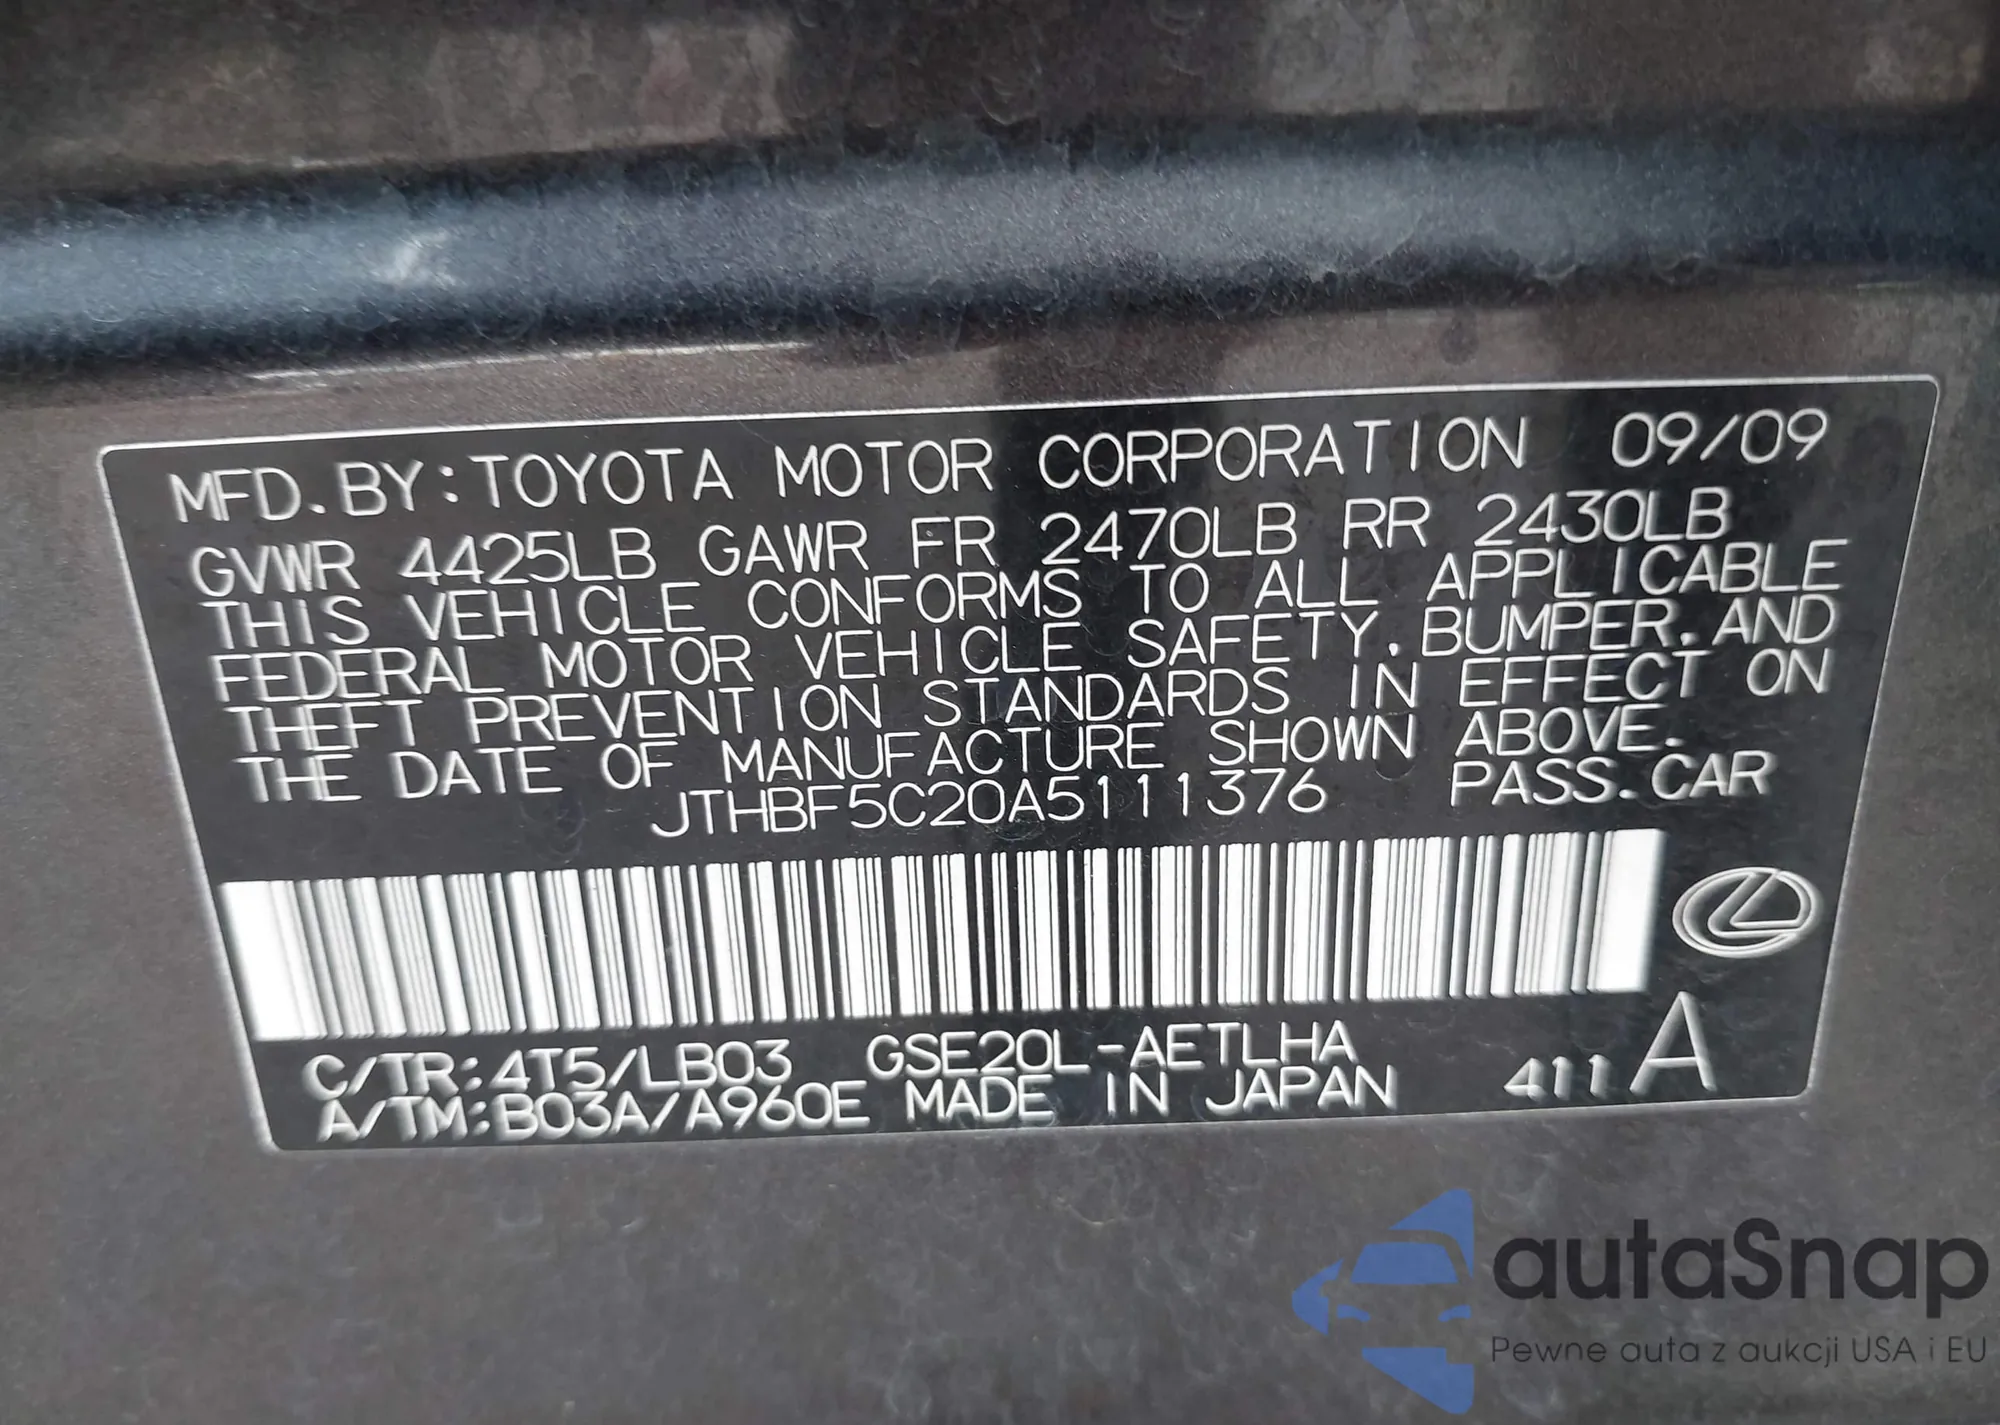 MFD.BY:TOYOTA MOTOR CORPORATION 09/09
GVWR 4425LB GAWR FR 2470LB RR 2430LB
THIS VEHICLE CONFORMS TO ALL APPLICABLE
FEDERAL MOTOR VEHICLE SAFETY.BUMPER.AND
THEFT PREVENTION STANDARDS IN EFFECT ON
THE DATE OF MANUFACTURE SHOWN ABOVE.
JTHBF5C20A5111376 PASS.CAR
C/TR:4T5/LB03 GSE20L-AETLHA
A/TM:B03A/A960E MADE IN JAPAN 411 A
autaSnap
Pewne auta z aukcji USA i EU